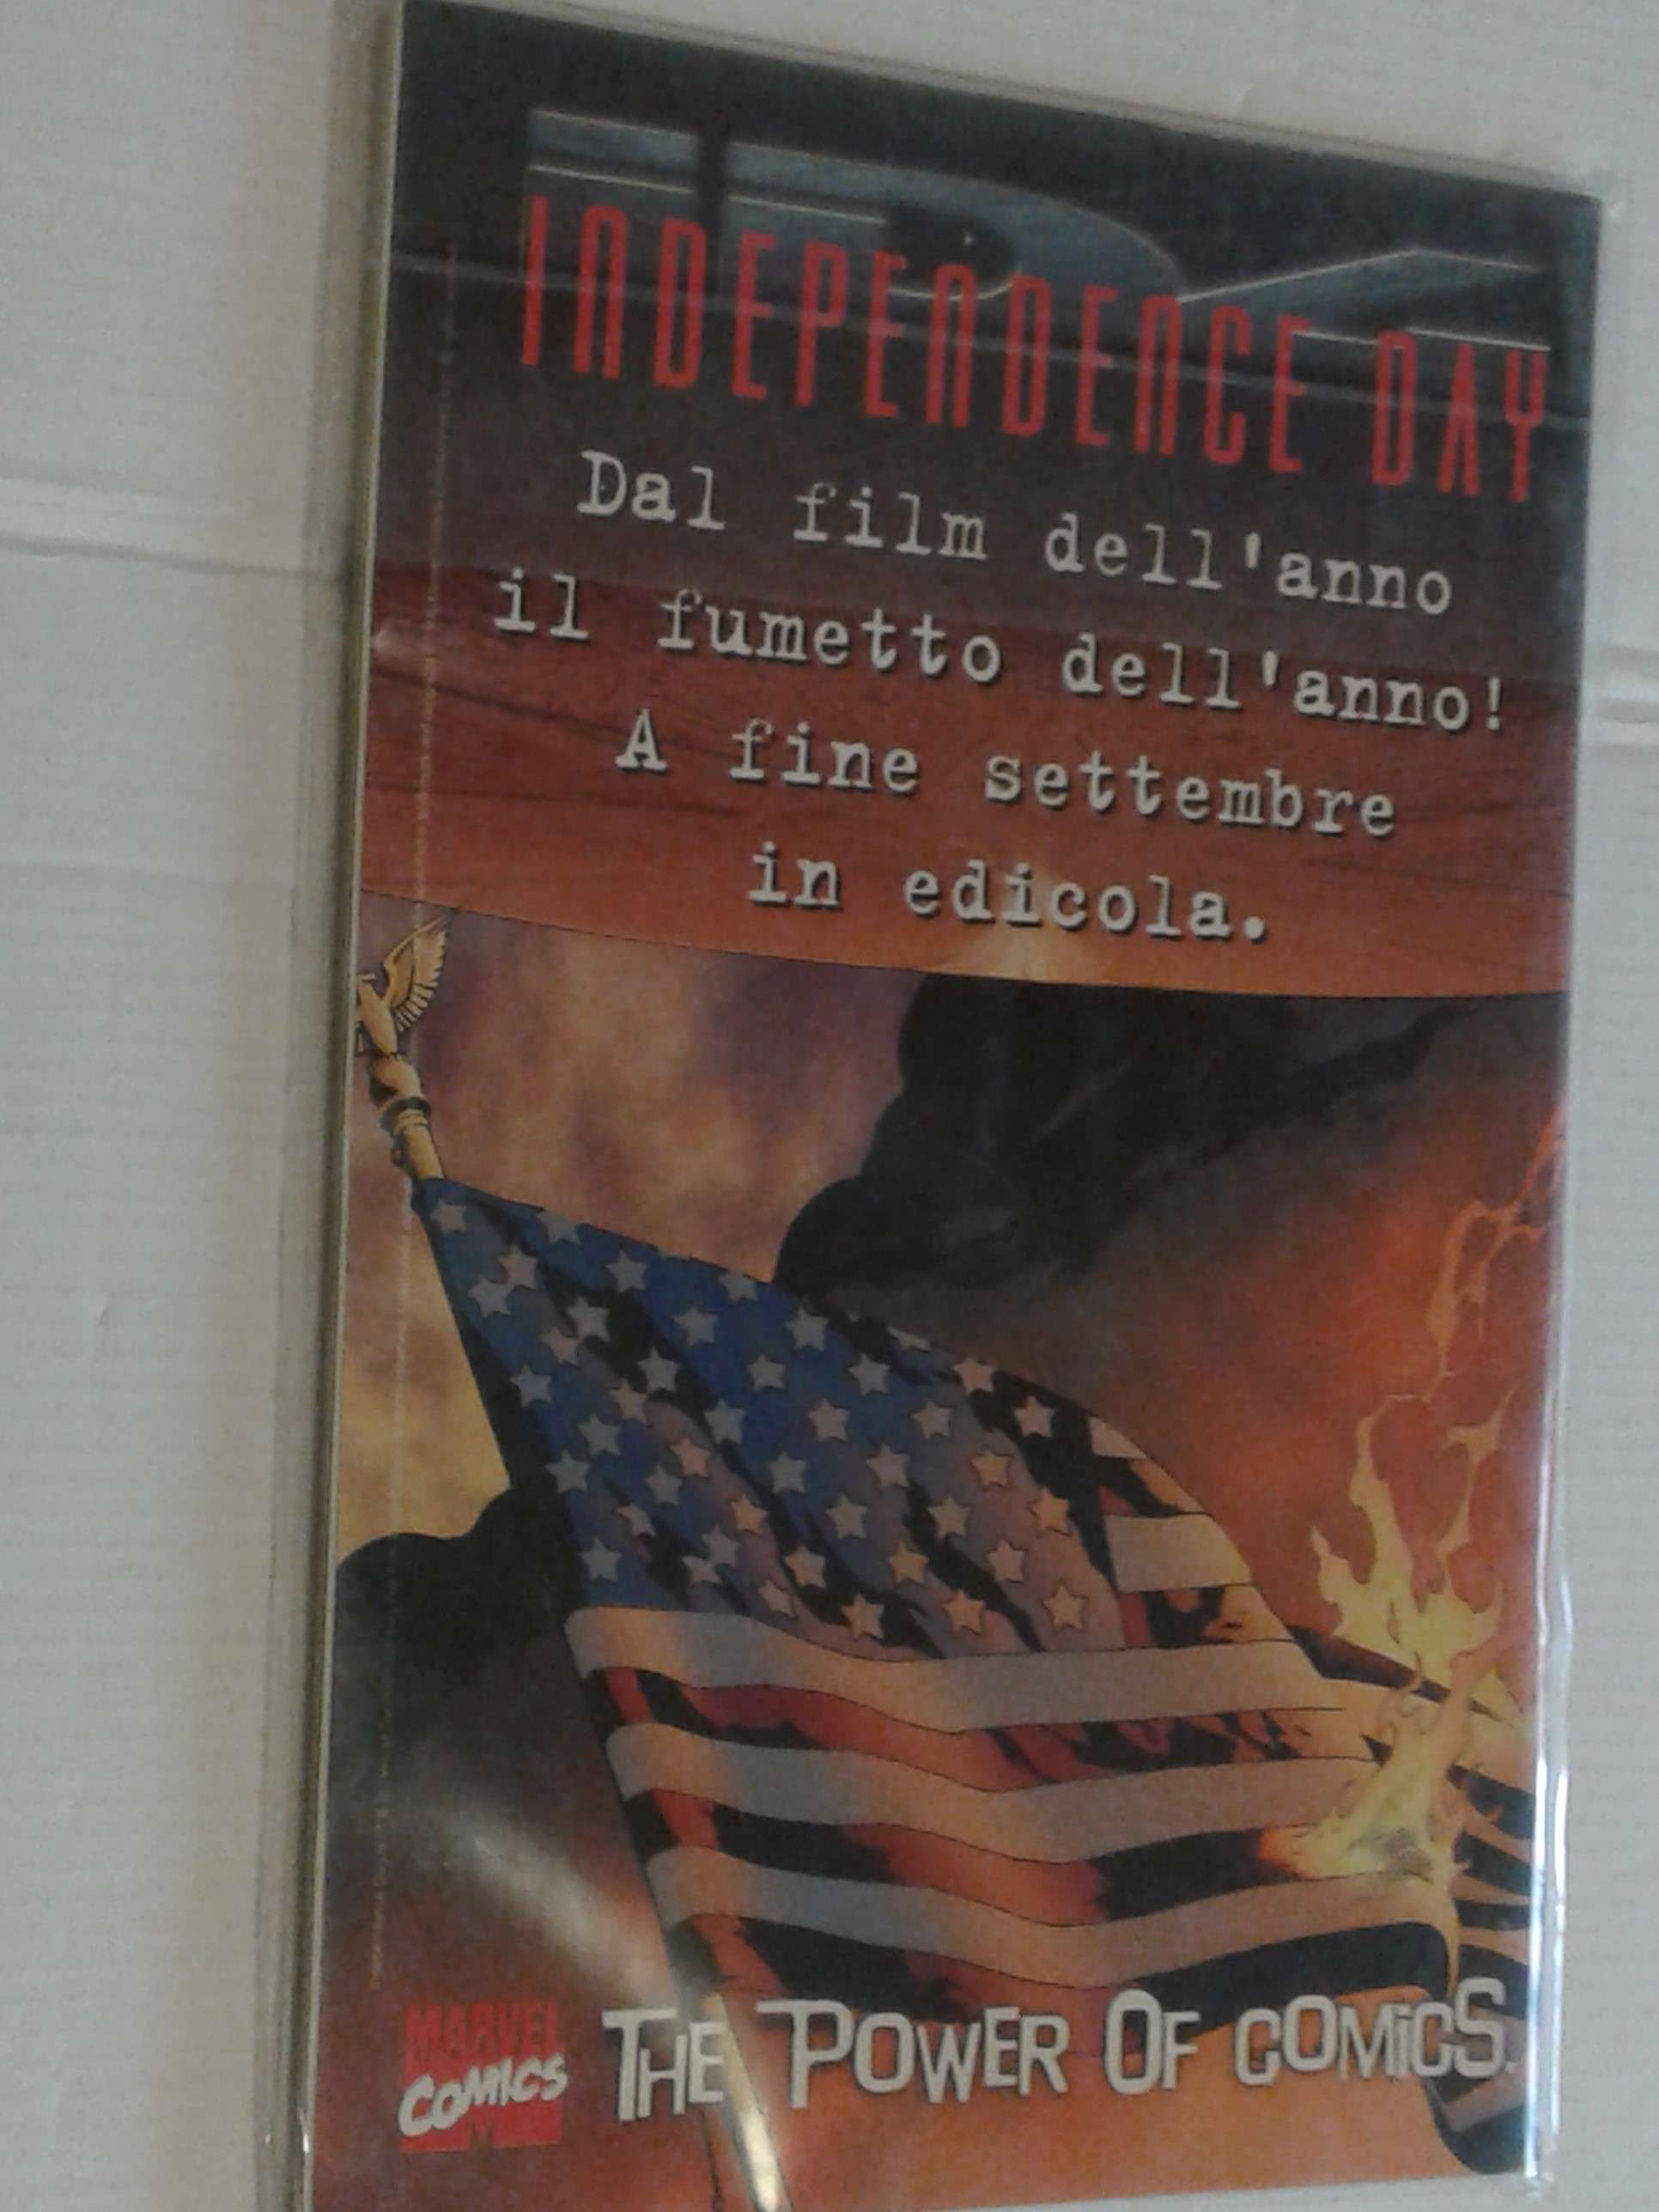 ID4
INDEPENDENCE DAY
Dal film dell'anno
il fumetto dell'anno!
A fine settembre
in edicola.
MARVEL
COMICS
THE POWER OF COMICS.